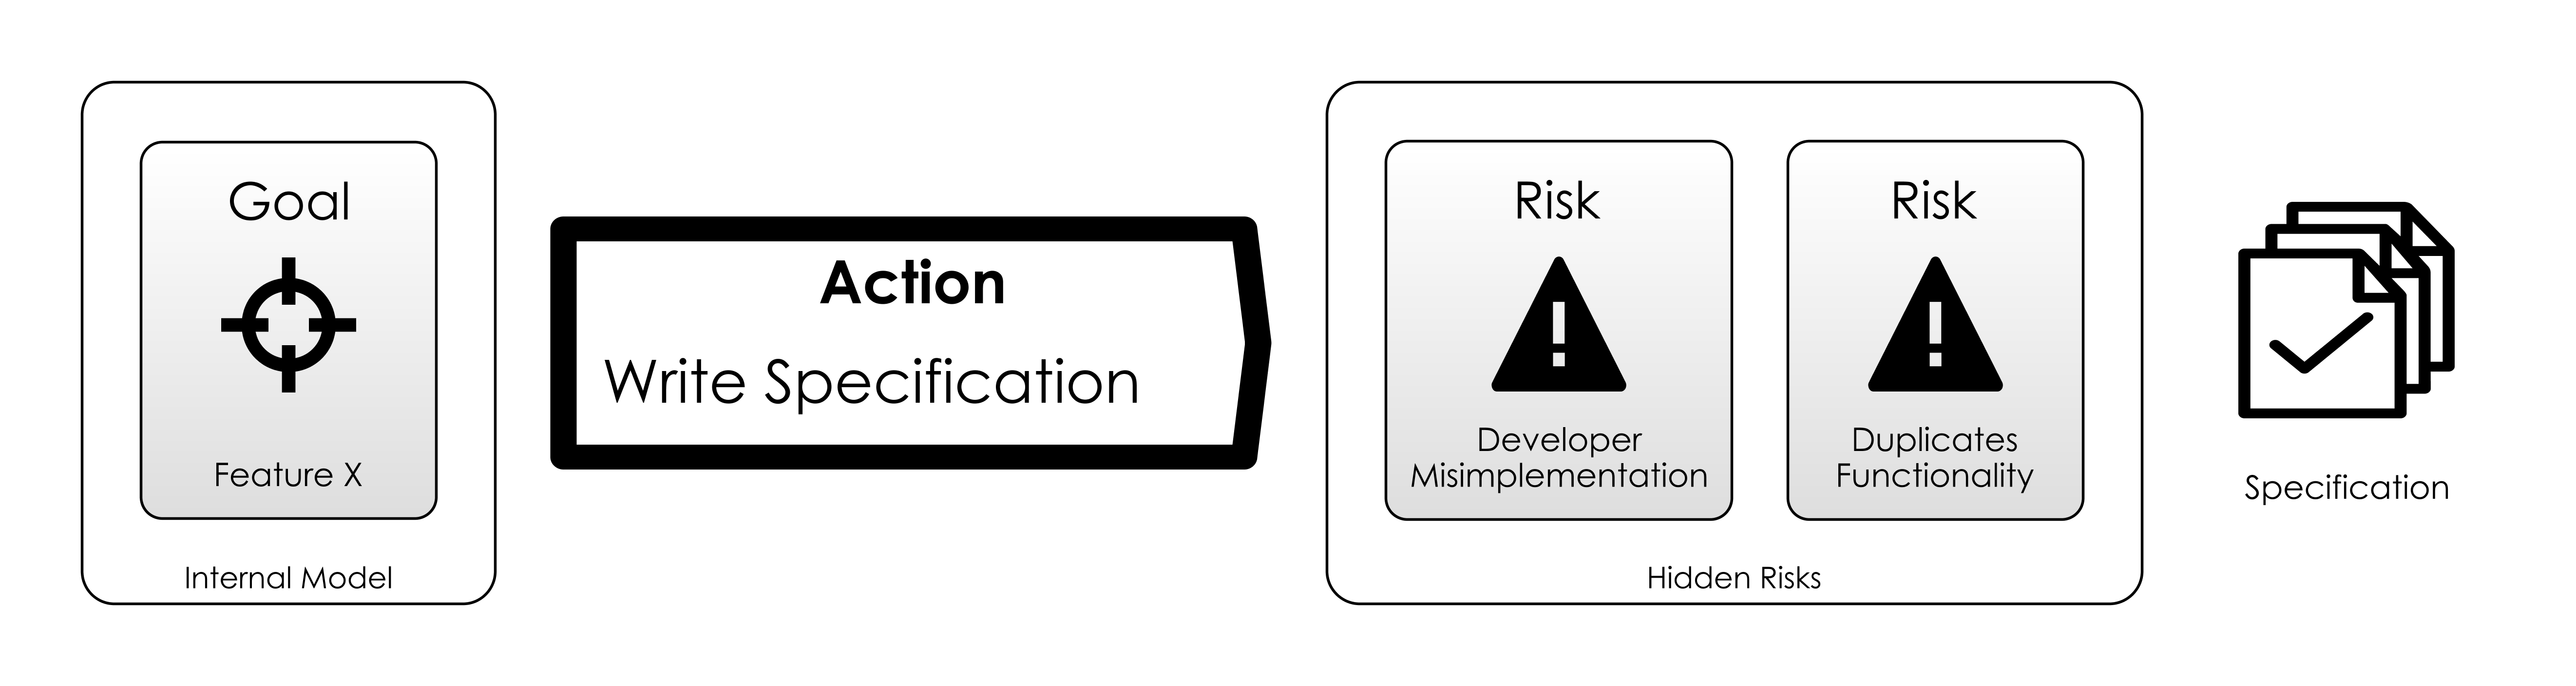 Goal
Feature X
Internal Model
Action
Write Specification
Risk
Developer
Misimplementation
Risk
Duplicates
Functionality
Hidden Risks
Specification